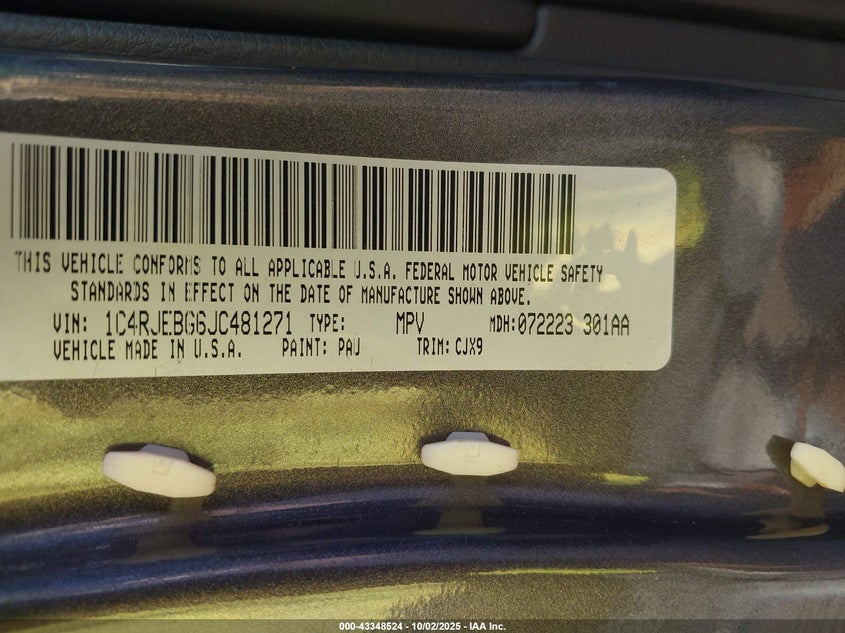 THIS VEHICLE CONFORMS TO ALL APPLICABLE U.S.A. FEDERAL MOTOR VEHICLE SAFETY
STANDARDS IN EFFECT ON THE DATE OF MANUFACTURE SHOWN ABOVE.
VIN: 1C4RJEBG6JC481271 TYPE: MPV MDH:072223 301AA
VEHICLE MADE IN U.S.A. PAINT: PAU TRIM:CJX9
000-43348524 - 10/02/2025 - IAA Inc.